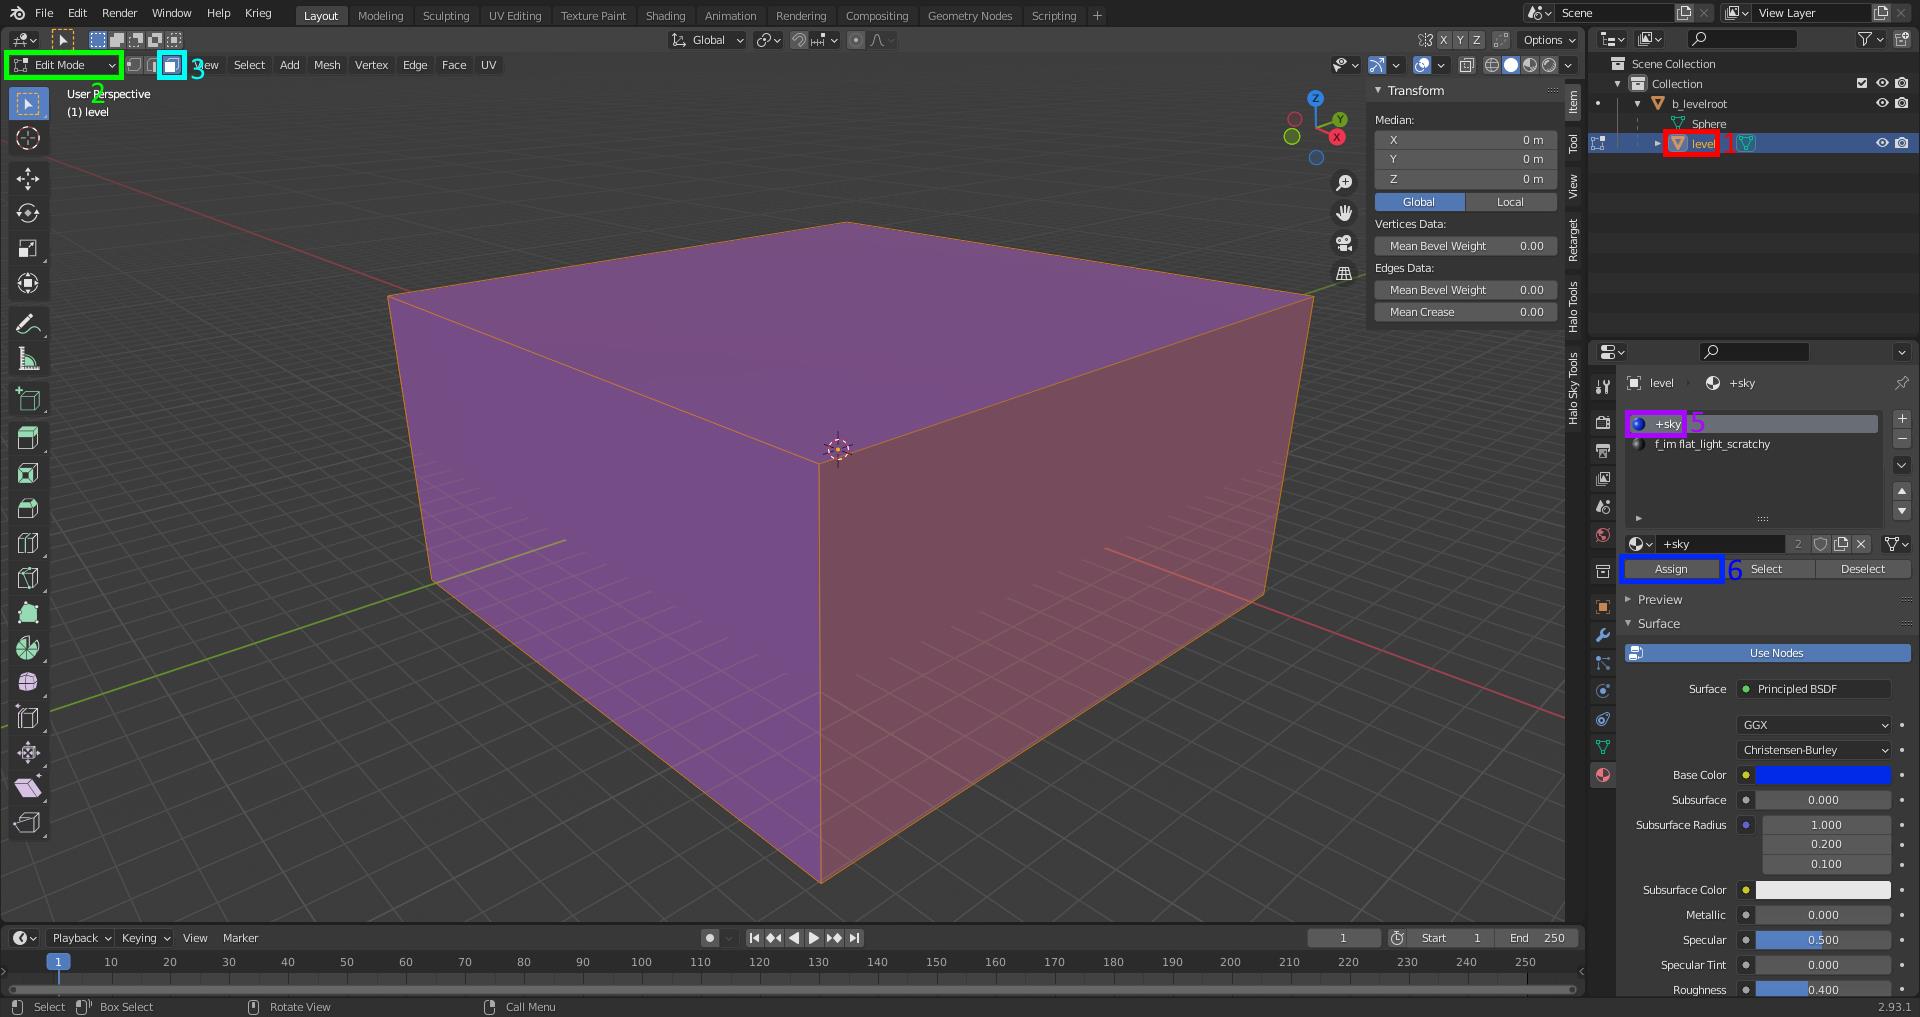 File Edit Render Window Help Krieg Layout Modeling Sculpting UV Editing Texture Paint Shading Animation Rendering Compositing Geometry Nodes Scripting + Scene View Layer
Global X Y Z Options
Edit Mode 3 View Select Add Mesh Vertex Edge Face UV
2
User Perspective
(1) level
Z
Y
X
Transform
Median:
X 0 m
Y 0 m
Z 0 m
Global Local
Vertices Data:
Mean Bevel Weight 0.00
Edges Data:
Mean Bevel Weight 0.00
Mean Crease 0.00
Item
Tool
View
Retarget
Halo Tools
Halo Sky Tools
Scene Collection
Collection
b_levelroot
Sphere
level 1
level +sky
+sky 5
f_im flat_light_scratchy
+sky 2
Assign 6 Select Deselect
Preview
Surface
Use Nodes
Surface Principled BSDF
GGX
Christensen-Burley
Base Color
Subsurface 0.000
Subsurface Radius 1.000
0.200
0.100
Subsurface Color
Metallic 0.000
Specular 0.500
Specular Tint 0.000
Roughness 0.400
Playback Keying View Marker 1 Start 1 End 250
1 10 20 30 40 50 60 70 80 90 100 110 120 130 140 150 160 170 180 190 200 210 220 230 240 250
Select Box Select Rotate View Call Menu 2.93.1